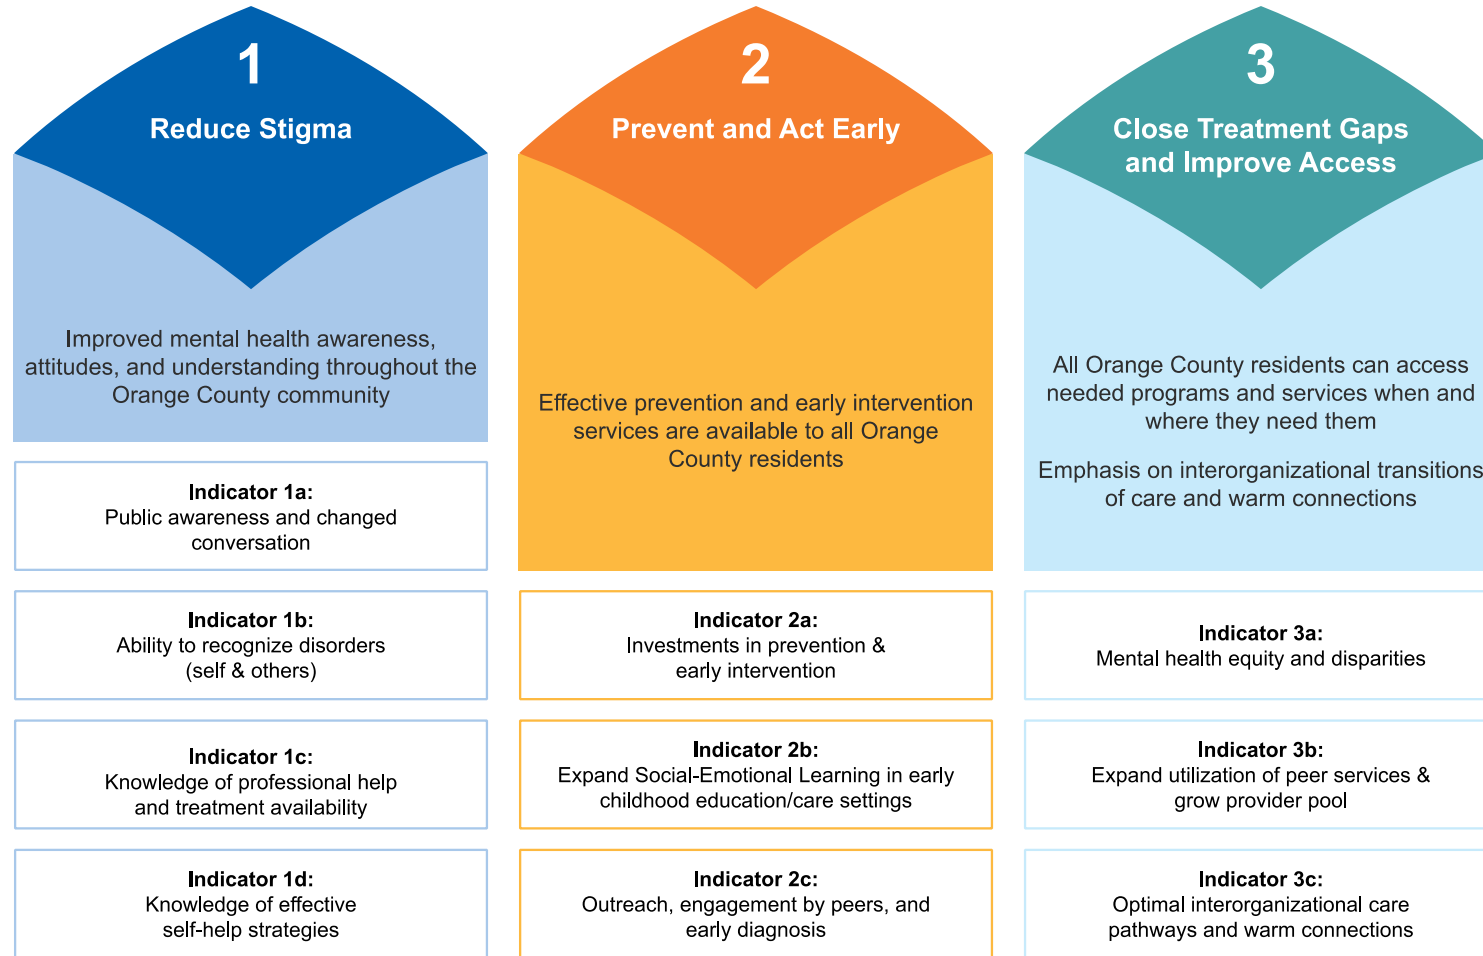 1
Reduce Stigma
Improved mental health awareness,
attitudes, and understanding throughout the
Orange County community
Indicator 1a:
Public awareness and changed
conversation
Indicator 1b:
Ability to recognize disorders
(self & others)
Indicator 1c:
Knowledge of professional help
and treatment availability
Indicator 1d:
Knowledge of effective
self-help strategies
2
Prevent and Act Early
Effective prevention and early intervention
services are available to all Orange
County residents
Indicator 2a:
Investments in prevention &
early intervention
Indicator 2b:
Expand Social-Emotional Learning in early
childhood education/care settings
Indicator 2c:
Outreach, engagement by peers, and
early diagnosis
3
Close Treatment Gaps
and Improve Access
All Orange County residents can access
needed programs and services when and
where they need them
Emphasis on interorganizational transitions
of care and warm connections
Indicator 3a:
Mental health equity and disparities
Indicator 3b:
Expand utilization of peer services &
grow provider pool
Indicator 3c:
Optimal interorganizational care
pathways and warm connections